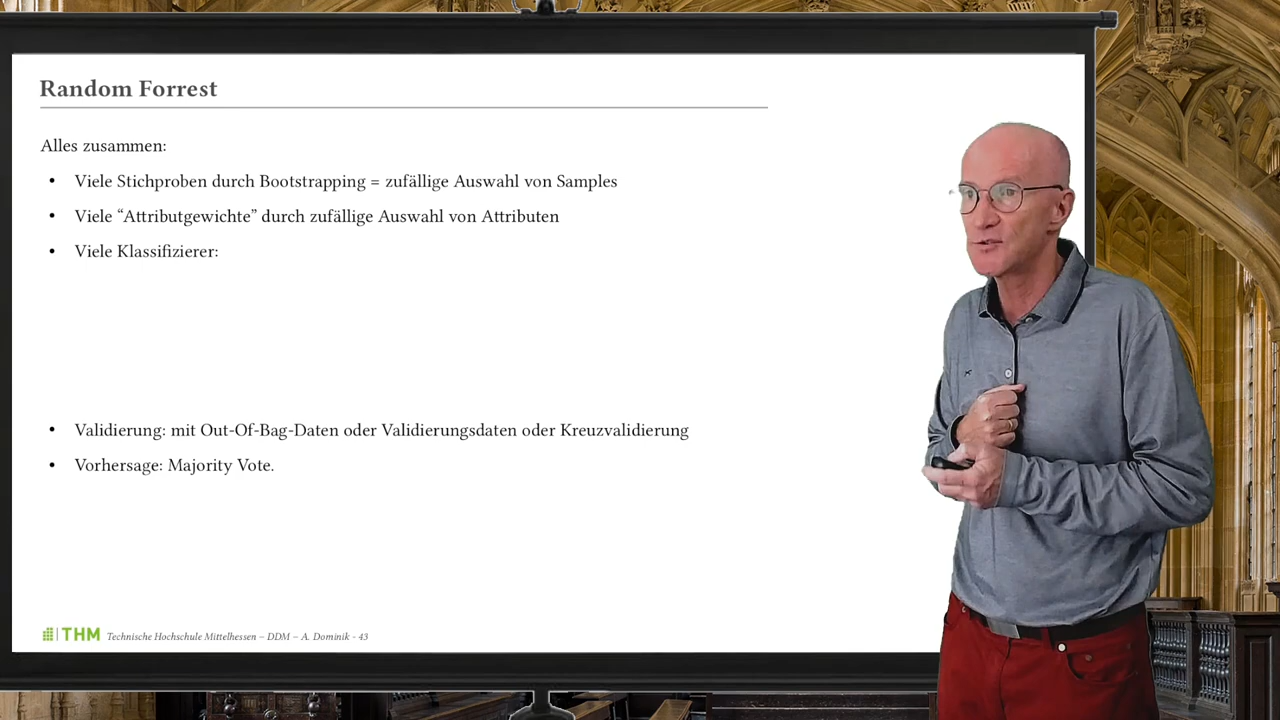 Random Forrest
Alles zusammen:
• Viele Stichproben durch Bootstrapping = zufällige Auswahl von Samples
• Viele “Attributgewichte” durch zufällige Auswahl von Attributen
• Viele Klassifizierer:
• Validierung: mit Out-Of-Bag-Daten oder Validierungsdaten oder Kreuzvalidierung
• Vorhersage: Majority Vote.
THM Technische Hochschule Mittelhessen – DDM – A. Dominik - 43